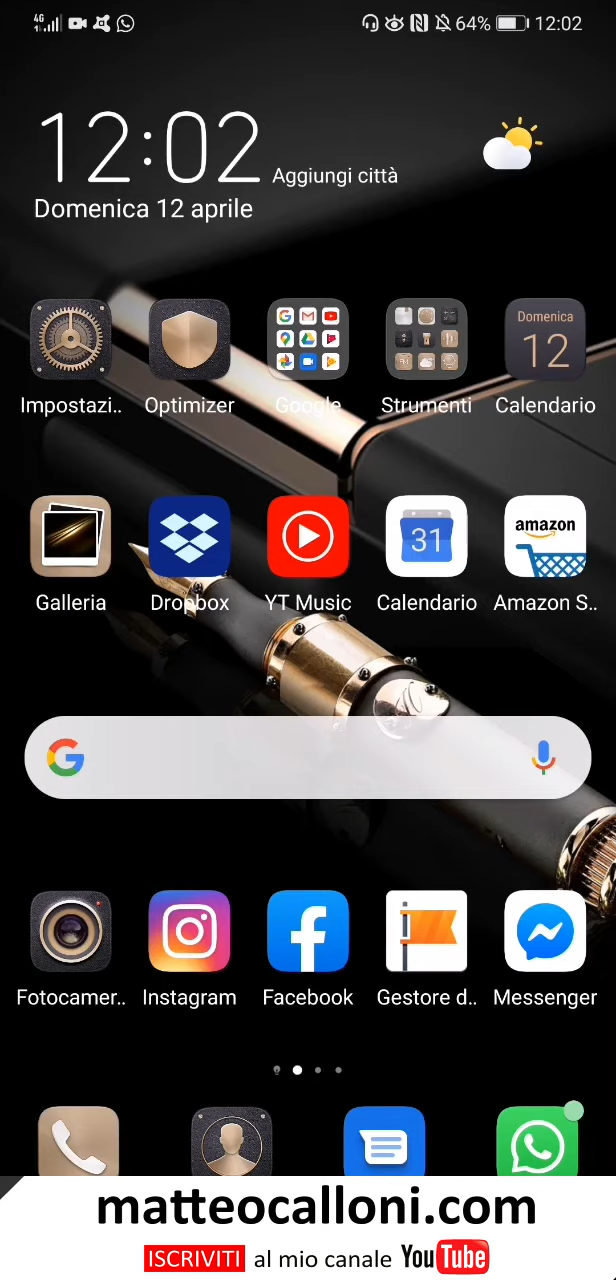 4G 64% 12:02
12:02 Aggiungi città
Domenica 12 aprile
Domenica
12
Impostazi.. Optimizer Google Strumenti Calendario
31 amazon
Galleria Dropbox YT Music Calendario Amazon S..
Fotocamer.. Instagram Facebook Gestore d.. Messenger
matteocalloni.com
ISCRIVITI al mio canale YouTube